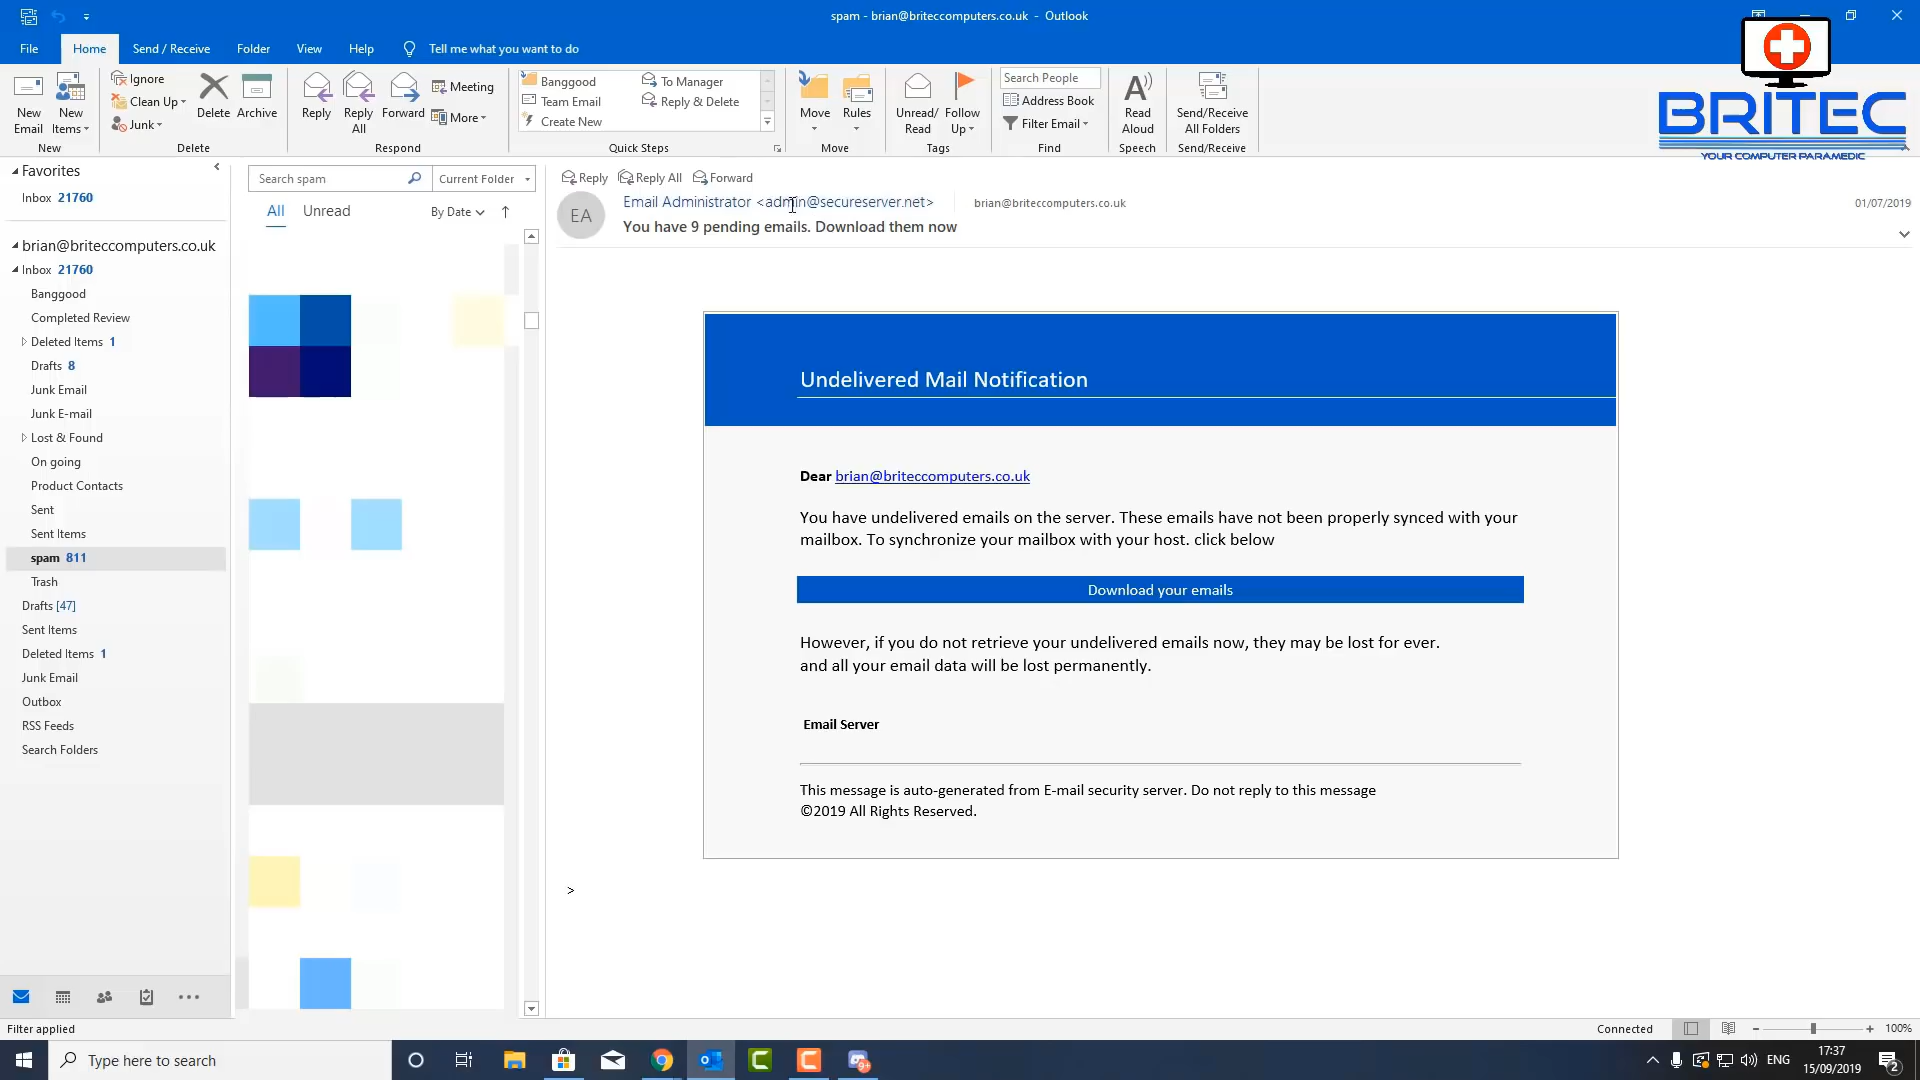 spam - brian@briteccomputers.co.uk - Outlook
File Home Send / Receive Folder View Help Tell me what you want to do
New Email
New Items
New
Ignore
Clean Up
Junk
Delete
Archive
Delete
Reply
Reply All
Forward
Meeting
More
Respond
Banggood
Team Email
Create New
To Manager
Reply & Delete
Quick Steps
Move
Rules
Move
Unread/ Read
Follow Up
Tags
Search People
Address Book
Filter Email
Find
Read Aloud
Speech
Send/Receive All Folders
Send/Receive
BRITEC
YOUR COMPUTER PARAMEDIC
Favorites
Inbox 21760
brian@briteccomputers.co.uk
Inbox 21760
Banggood
Completed Review
Deleted Items 1
Drafts 8
Junk Email
Junk E-mail
Lost & Found
On going
Product Contacts
Sent
Sent Items
spam 811
Trash
Drafts [47]
Sent Items
Deleted Items 1
Junk Email
Outbox
RSS Feeds
Search Folders
Search spam
Current Folder
All Unread By Date
Reply Reply All Forward
EA
Email Administrator <admin@secureserver.net>
brian@briteccomputers.co.uk
01/07/2019
You have 9 pending emails. Download them now
Undelivered Mail Notification
Dear brian@briteccomputers.co.uk
You have undelivered emails on the server. These emails have not been properly synced with your
mailbox. To synchronize your mailbox with your host. click below
Download your emails
However, if you do not retrieve your undelivered emails now, they may be lost for ever.
and all your email data will be lost permanently.
Email Server
This message is auto-generated from E-mail security server. Do not reply to this message
©2019 All Rights Reserved.
>
Filter applied
Connected
100%
Type here to search
9+
ENG
17:37
15/09/2019
2